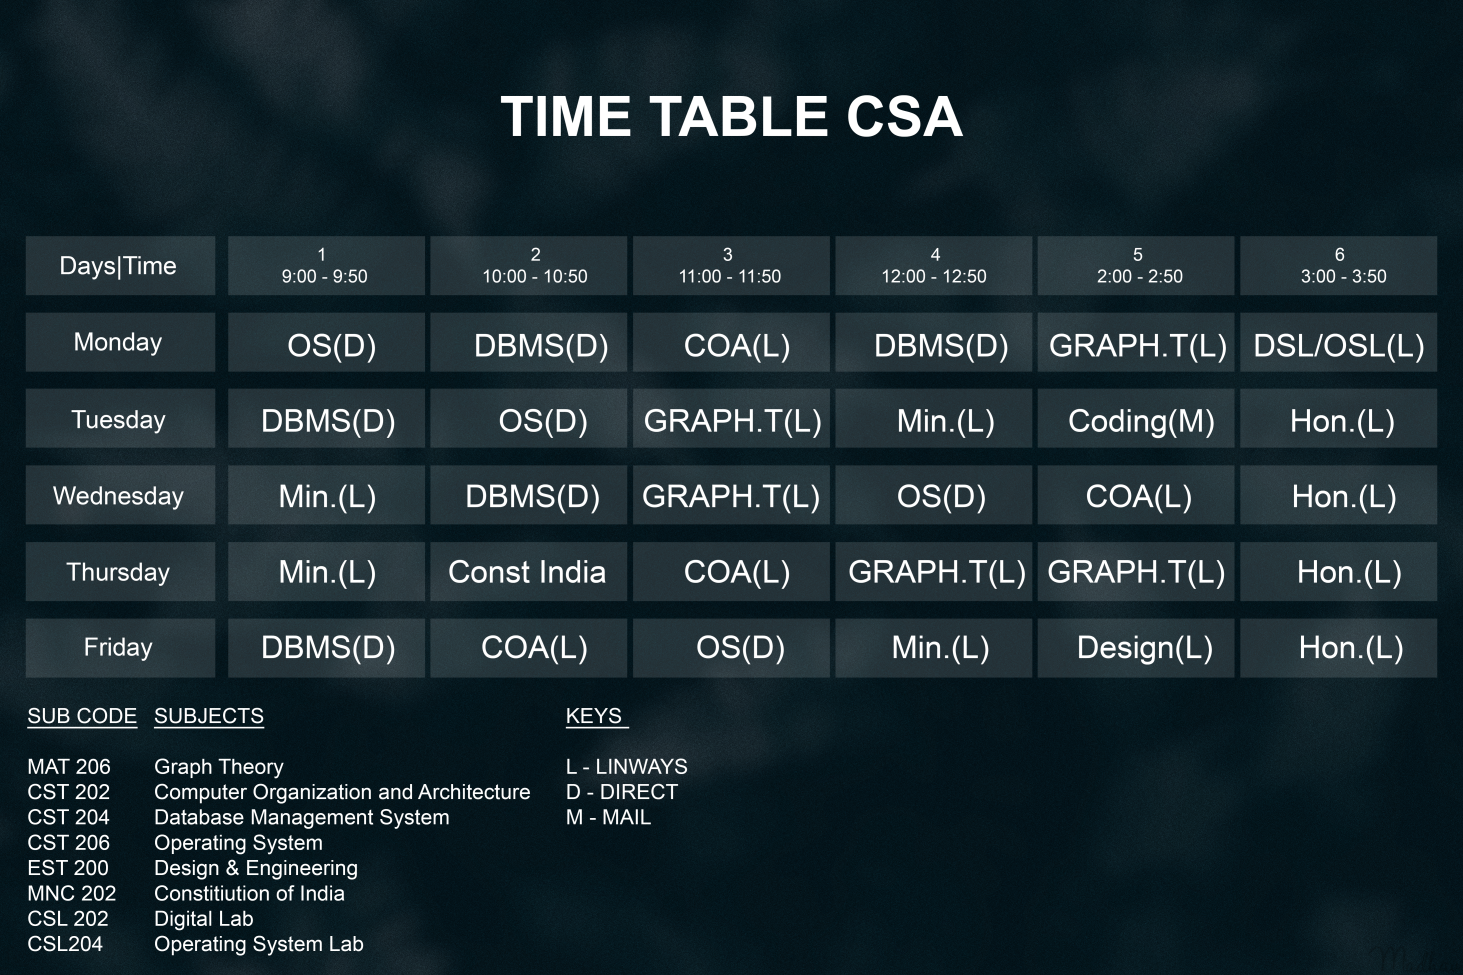 TIME TABLE CSA
Days|Time 1 9:00 - 9:50 2 10:00 - 10:50 3 11:00 - 11:50 4 12:00 - 12:50 5 2:00 - 2:50 6 3:00 - 3:50
Monday OS(D) DBMS(D) COA(L) DBMS(D) GRAPH.T(L) DSL/OSL(L)
Tuesday DBMS(D) OS(D) GRAPH.T(L) Min.(L) Coding(M) Hon.(L)
Wednesday Min.(L) DBMS(D) GRAPH.T(L) OS(D) COA(L) Hon.(L)
Thursday Min.(L) Const India COA(L) GRAPH.T(L) GRAPH.T(L) Hon.(L)
Friday DBMS(D) COA(L) OS(D) Min.(L) Design(L) Hon.(L)
SUB CODE SUBJECTS KEYS
MAT 206 Graph Theory L - LINWAYS
CST 202 Computer Organization and Architecture D - DIRECT
CST 204 Database Management System M - MAIL
CST 206 Operating System
EST 200 Design & Engineering
MNC 202 Constitiution of India
CSL 202 Digital Lab
CSL204 Operating System Lab